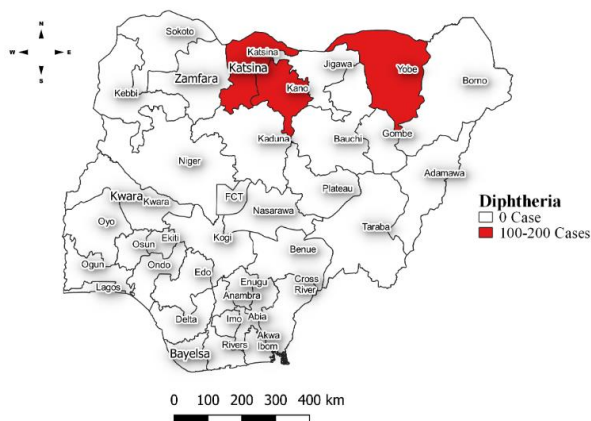 N
W E
S
Sokoto
Katsina
Katsina
Zamfara
Kebbi
Kano
Jigawa
Yobe
Borno
Kaduna
Bauchi
Gombe
Niger
Adamawa
Plateau
FCT
Nasarawa
Kwara
Kwara
Oyo
Taraba
Kogi
Ekiti
Osun
Benue
Ogun
Ondo
Edo
Lagos
Enugu
Cross
River
Anambra
Delta
Imo
Abia
Bayelsa
Rivers
Akwa
Ibom
Diphtheria
0 Case
100-200 Cases
0 100 200 300 400 km